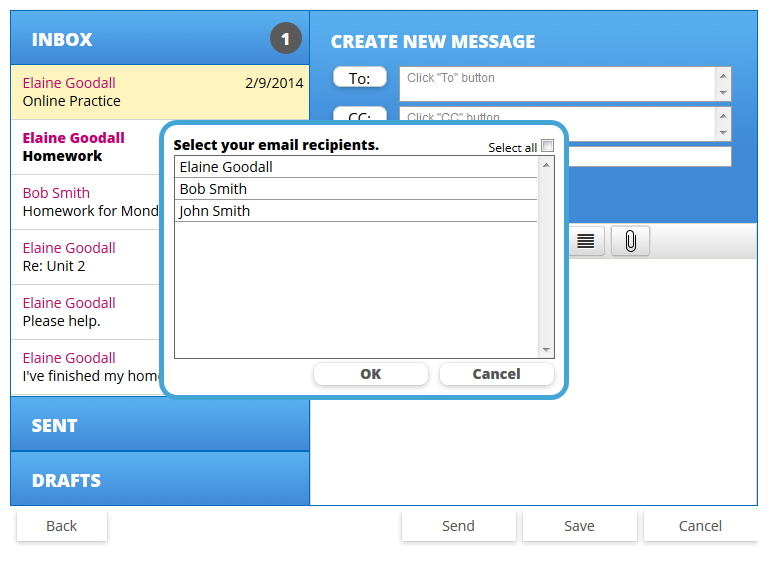 INBOX
1
Elaine Goodall 2/9/2014
Online Practice
Elaine Goodall
Homework
Bob Smith
Homework for Mond
Elaine Goodall
Re: Unit 2
Elaine Goodall
Please help.
Elaine Goodall
I've finished my hom
SENT
DRAFTS
CREATE NEW MESSAGE
To:
Click "To" button
CC:
Click "CC" button
Select your email recipients.
Select all
Elaine Goodall
Bob Smith
John Smith
OK
Cancel
Back
Send
Save
Cancel